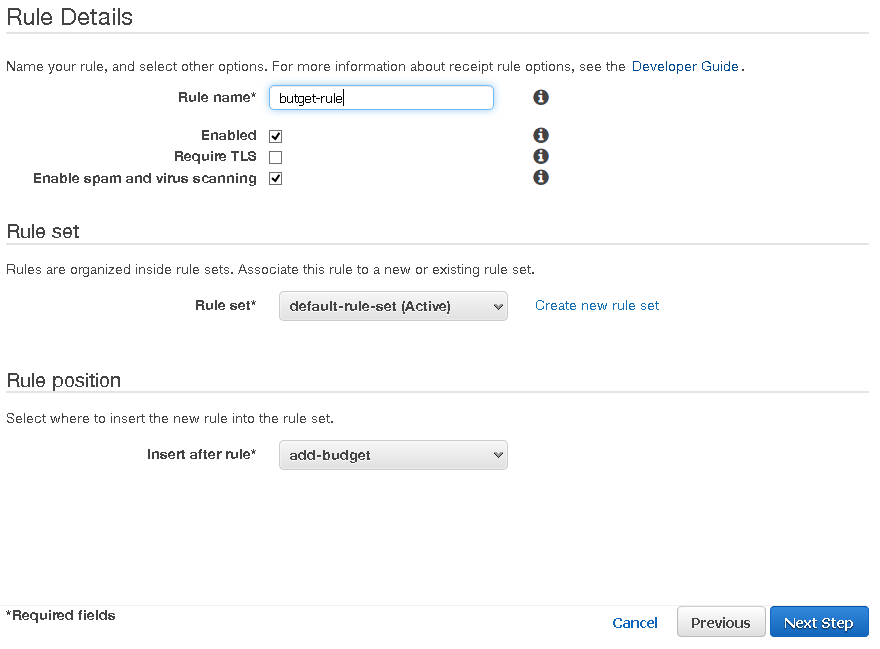 Rule Details
Name your rule, and select other options. For more information about receipt rule options, see the Developer Guide.
Rule name* butget-rule
Enabled
Require TLS
Enable spam and virus scanning
Rule set
Rules are organized inside rule sets. Associate this rule to a new or existing rule set.
Rule set* default-rule-set (Active) Create new rule set
Rule position
Select where to insert the new rule into the rule set.
Insert after rule* add-budget
*Required fields
Cancel Previous Next Step